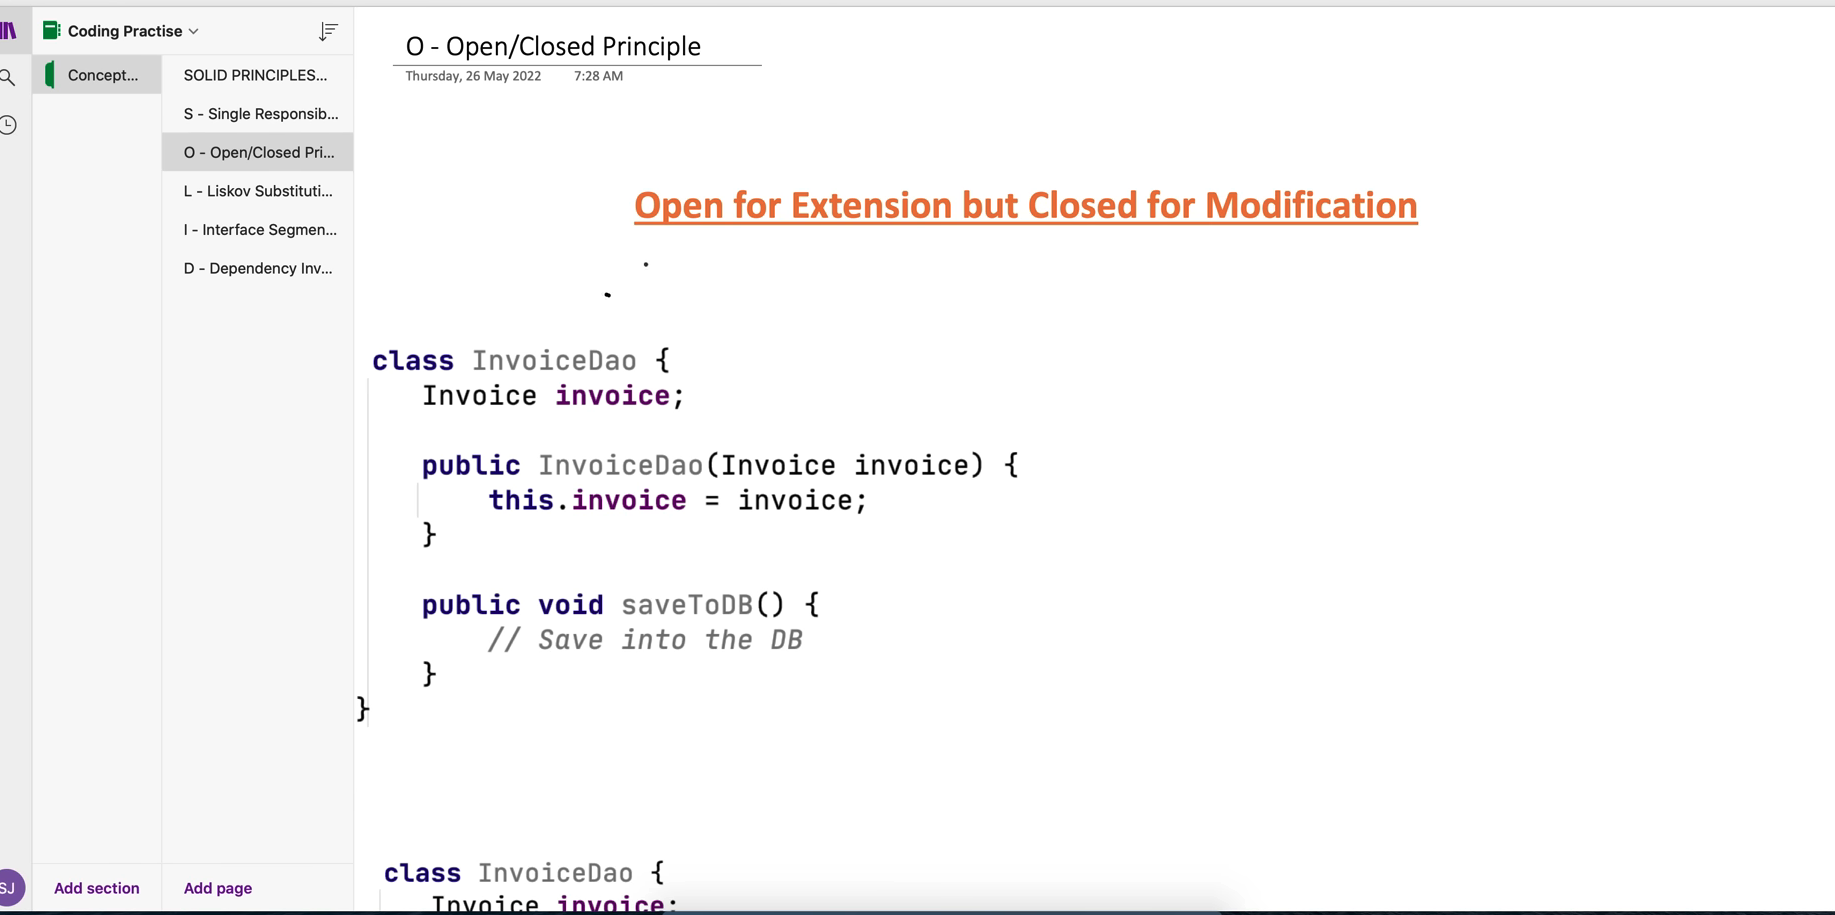 Coding Practise
Concept...
SOLID PRINCIPLES...
S - Single Responsib...
O - Open/Closed Pri...
L - Liskov Substituti...
I - Interface Segmen...
D - Dependency Inv...
SJ
Add section
Add page
O - Open/Closed Principle
Thursday, 26 May 2022 7:28 AM
Open for Extension but Closed for Modification
class InvoiceDao {
Invoice invoice;
public InvoiceDao(Invoice invoice) {
this.invoice = invoice;
}
public void saveToDB() {
// Save into the DB
}
}
class InvoiceDao {
Invoice invoice;